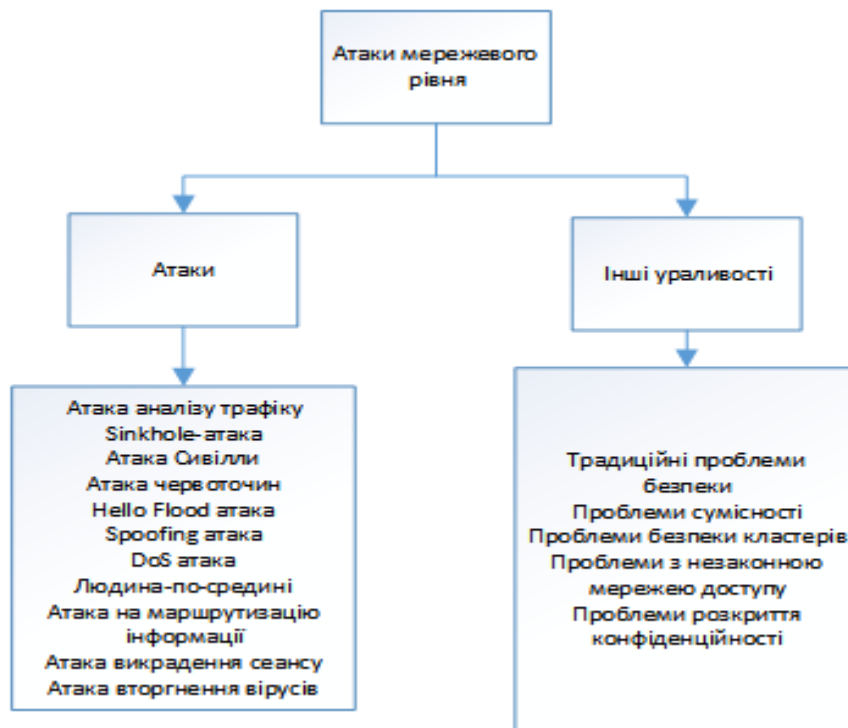 Атаки мережевого
рівня
Атаки
Інші ураливості
Атака аналізу трафіку
Sinkhole-атака
Атака Сивілли
Атака червоточин
Hello Flood атака
Spoofing атака
DoS атака
Людина-по-средині
Атака на маршрутизацію
інформації
Атака викрадення сеансу
Атака вторгнення вірусів
Традиційні проблеми
безпеки
Проблеми сумісності
Проблеми безпеки кластерів
Проблеми з незаконною
мережею доступу
Проблеми розкриття
конфіденційності